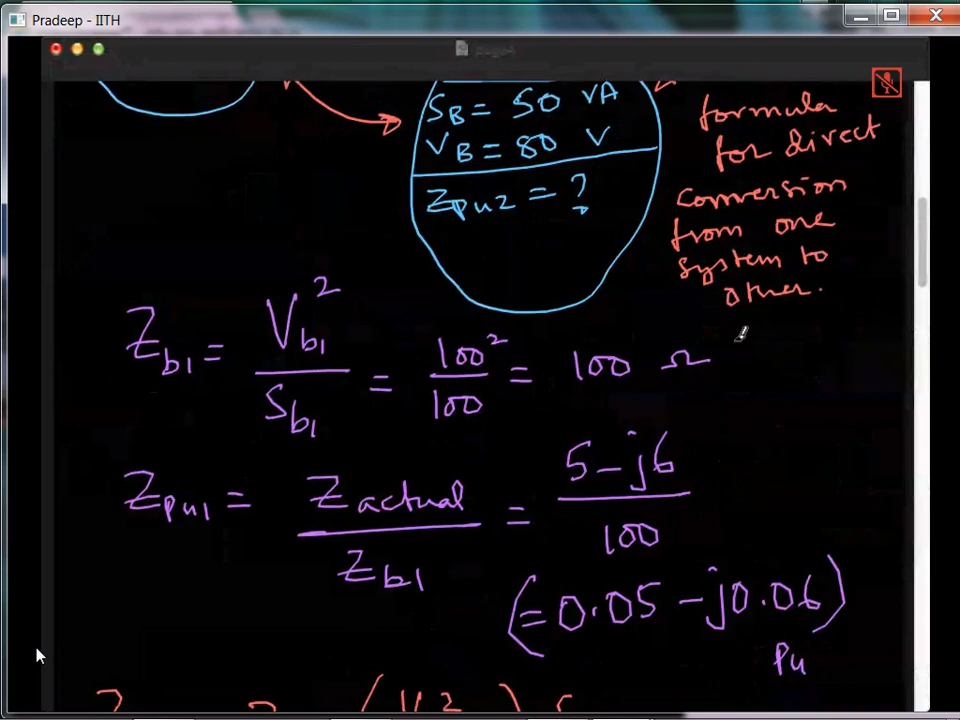 Pradeep - IITH
S_B = 50 VA
V_B = 80 V
Z_pu2 = ?
formula
for direct
conversion
from one
system to
other.
Z_b1 = V_b1^2 / S_b1 = 100^2 / 100 = 100 Ω
Z_pu1 = Z actual / Z_b1 = 5 - j6 / 100
(= 0.05 - j0.06)
pu